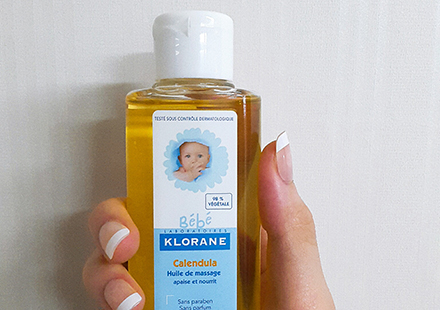 TESTÉ SOUS CONTRÔLE DERMATOLOGIQUE
98 %
VÉGÉTALE
Bébé
LABORATOIRES
KLORANE
Calendula
Huile de massage
apaise et nourrit
Sans paraben
Sans parfum